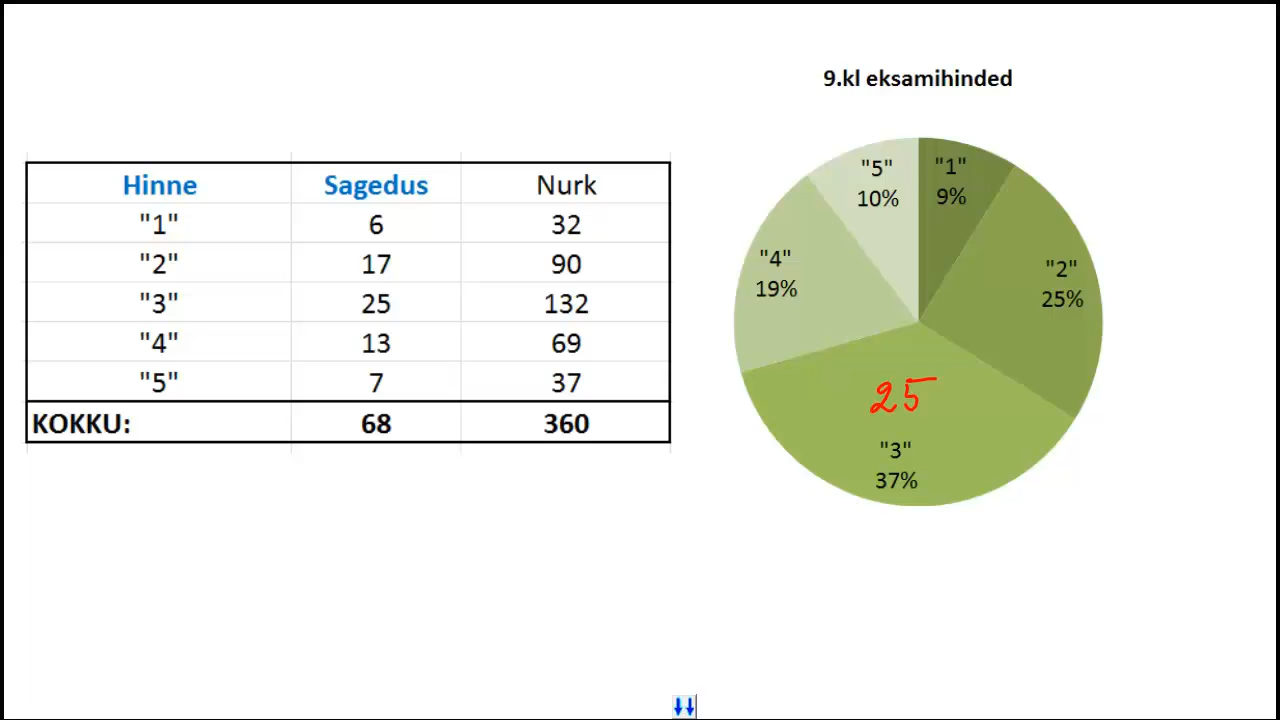 9.kl eksamihinded
Hinne Sagedus Nurk
"1" 6 32
"2" 17 90
"3" 25 132
"4" 13 69
"5" 7 37
KOKKU: 68 360
"5"
10%
"1"
9%
"4"
19%
"2"
25%
25
"3"
37%